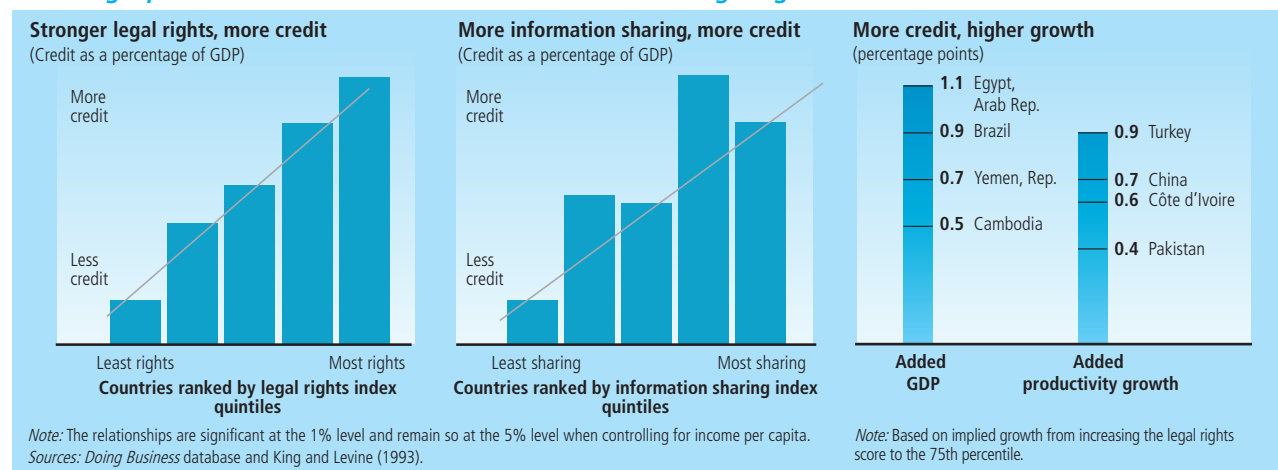 Stronger legal rights, more credit
(Credit as a percentage of GDP)
More
credit
Less
credit
Least rights
Most rights
Countries ranked by legal rights index
quintiles
More information sharing, more credit
(Credit as a percentage of GDP)
More
credit
Less
credit
Least sharing
Most sharing
Countries ranked by information sharing index
quintiles
Note: The relationships are significant at the 1% level and remain so at the 5% level when controlling for income per capita.
Sources: Doing Business database and King and Levine (1993).
More credit, higher growth
(percentage points)
1.1 Egypt,
Arab Rep.
0.9 Brazil
0.7 Yemen, Rep.
0.5 Cambodia
Added
GDP
0.9 Turkey
0.7 China
0.6 Côte d’Ivoire
0.4 Pakistan
Added
productivity growth
Note: Based on implied growth from increasing the legal rights
score to the 75th percentile.